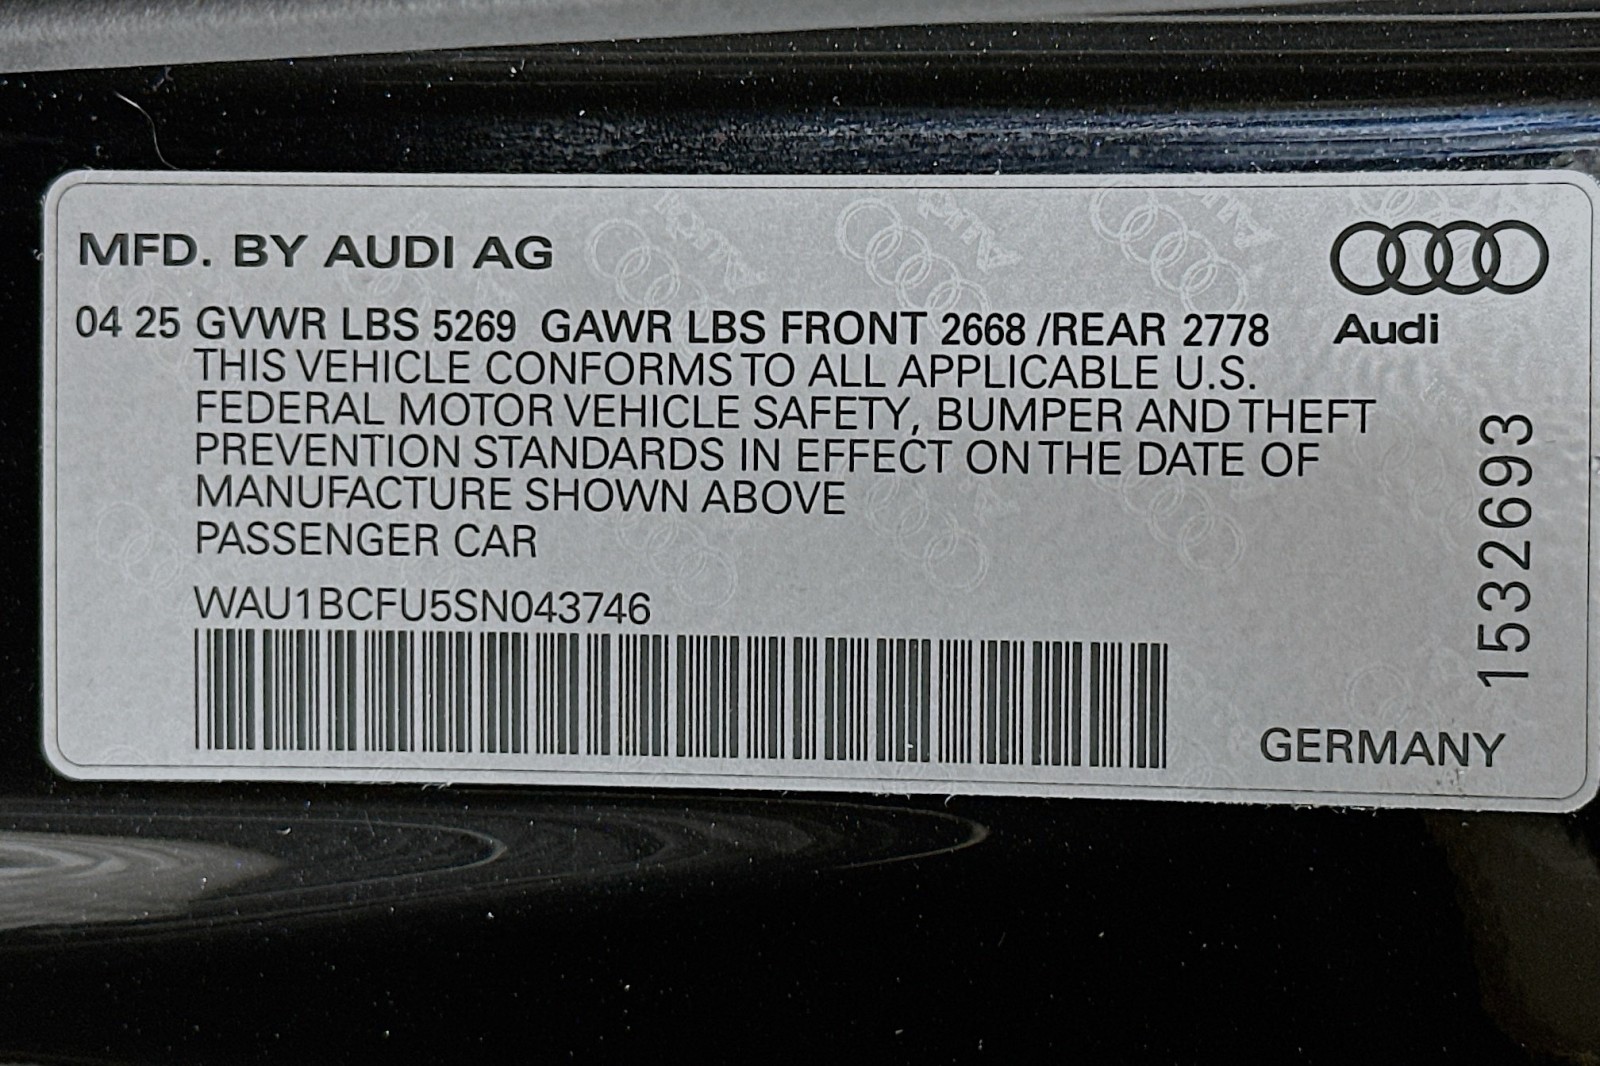 MFD. BY AUDI AG
04 25 GVWR LBS 5269 GAWR LBS FRONT 2668 /REAR 2778
Audi
THIS VEHICLE CONFORMS TO ALL APPLICABLE U.S.
FEDERAL MOTOR VEHICLE SAFETY, BUMPER AND THEFT
PREVENTION STANDARDS IN EFFECT ON THE DATE OF
MANUFACTURE SHOWN ABOVE
PASSENGER CAR
WAU1BCFU5SN043746
1532693
GERMANY